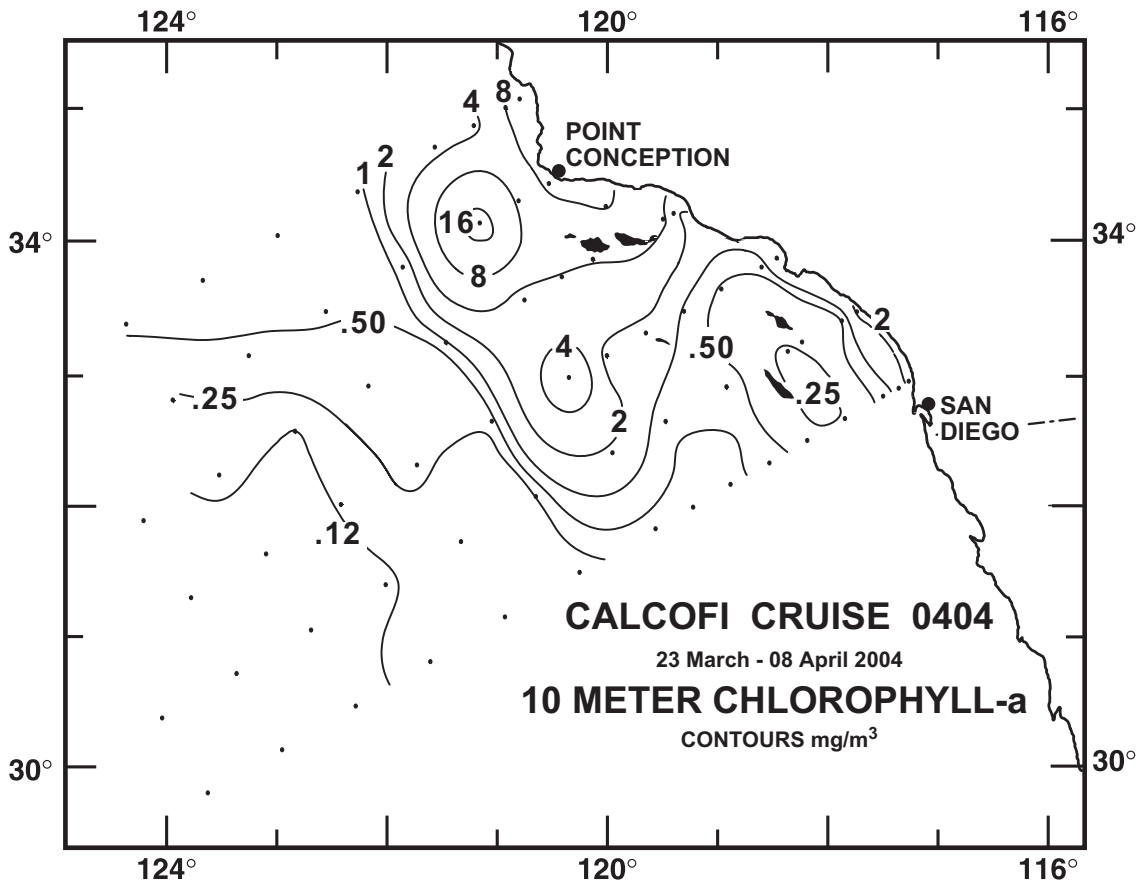 124° 120° 116°
4 8
POINT
CONCEPTION
2
1
16
34° 34°
8
.50
2
4
.50
.25
.25
SAN
DIEGO
2
.12
CALCOFI CRUISE 0404
23 March - 08 April 2004
10 METER CHLOROPHYLL-a
CONTOURS mg/m³
30° 30°
124° 120° 116°